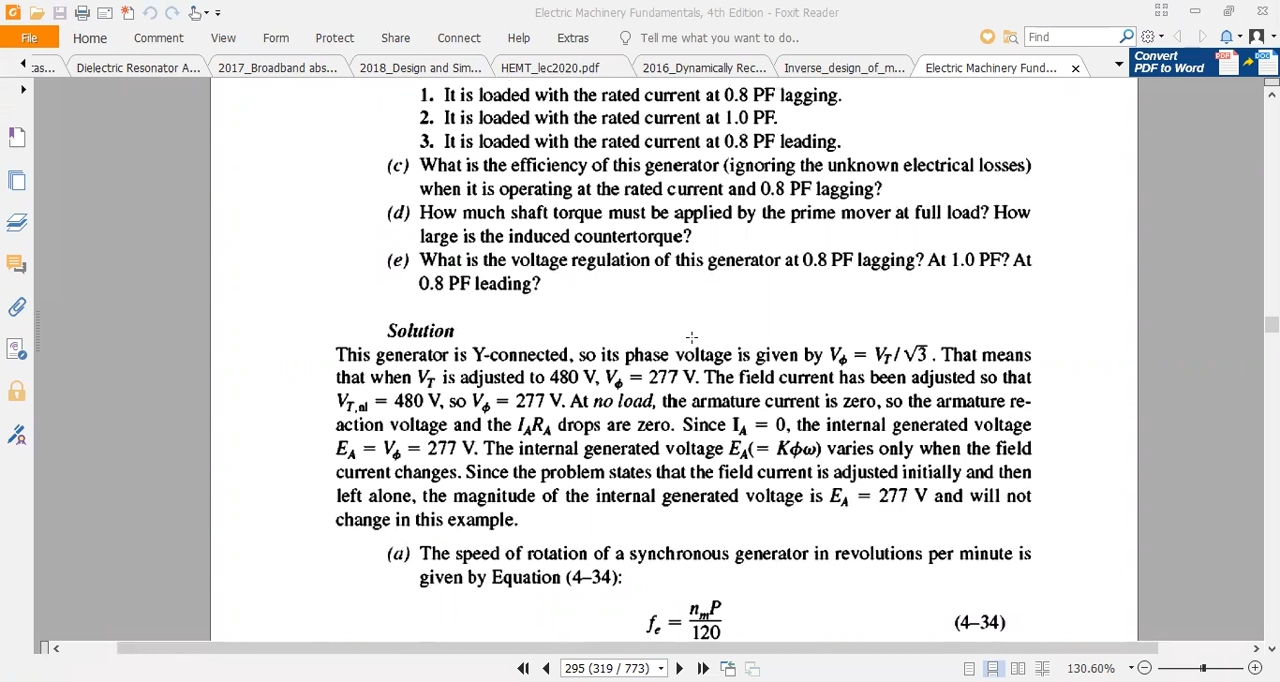 Electric Machinery Fundamentals, 4th Edition - Foxit Reader
File Home Comment View Form Protect Share Connect Help Extras Tell me what you want to do.. Find
tas... Dielectric Resonator A... 2017_Broadband abs... 2018_Design and sim... HEMT_lec2020.pdf 2016_Dynamically Rec... Inverse_design_of_m... Electric Machinery Fund... Convert
PDF to Word
1. It is loaded with the rated current at 0.8 PF lagging.
2. It is loaded with the rated current at 1.0 PF.
3. It is loaded with the rated current at 0.8 PF leading.
(c) What is the efficiency of this generator (ignoring the unknown electrical losses)
when it is operating at the rated current and 0.8 PF lagging?
(d) How much shaft torque must be applied by the prime mover at full load? How
large is the induced countertorque?
(e) What is the voltage regulation of this generator at 0.8 PF lagging? At 1.0 PF? At
0.8 PF leading?
Solution
This generator is Y-connected, so its phase voltage is given by Vϕ = VT/√3. That means
that when VT is adjusted to 480 V, Vϕ = 277 V. The field current has been adjusted so that
VT,nl = 480 V, so Vϕ = 277 V. At no load, the armature current is zero, so the armature re-
action voltage and the IARA drops are zero. Since IA = 0, the internal generated voltage
EA = Vϕ = 277 V. The internal generated voltage EA(= Kϕω) varies only when the field
current changes. Since the problem states that the field current is adjusted initially and then
left alone, the magnitude of the internal generated voltage is EA = 277 V and will not
change in this example.
(a) The speed of rotation of a synchronous generator in revolutions per minute is
given by Equation (4–34):
fe = nmP/120 (4–34)
295 (319 / 773) 130.60%